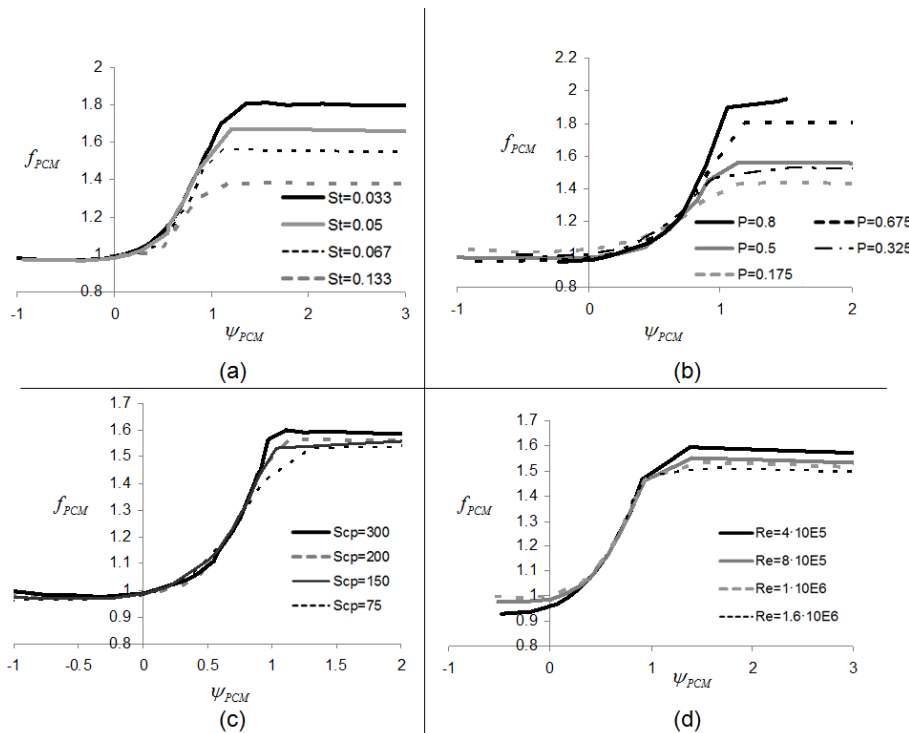 2
1.8
1.6
1.4
1.2
1
0.8
f_PCM
-1 0 1 2 3
ψ_PCM
St=0.033
St=0.05
St=0.067
St=0.133
(a)
2.2
2
1.8
1.6
1.4
1.2
1
0.8
f_PCM
-1 0 1 2
ψ_PCM
P=0.8 P=0.675
P=0.5 P=0.325
P=0.175
(b)
1.7
1.6
1.5
1.4
1.3
1.2
1.1
1
0.9
0.8
f_PCM
-1 -0.5 0 0.5 1 1.5 2
ψ_PCM
Scp=300
Scp=200
Scp=150
Scp=75
(c)
1.7
1.6
1.5
1.4
1.3
1.2
1.1
1
0.9
0.8
f_PCM
-1 0 1 2 3
ψ_PCM
Re=4·10E5
Re=8·10E5
Re=1·10E6
Re=1.6·10E6
(d)